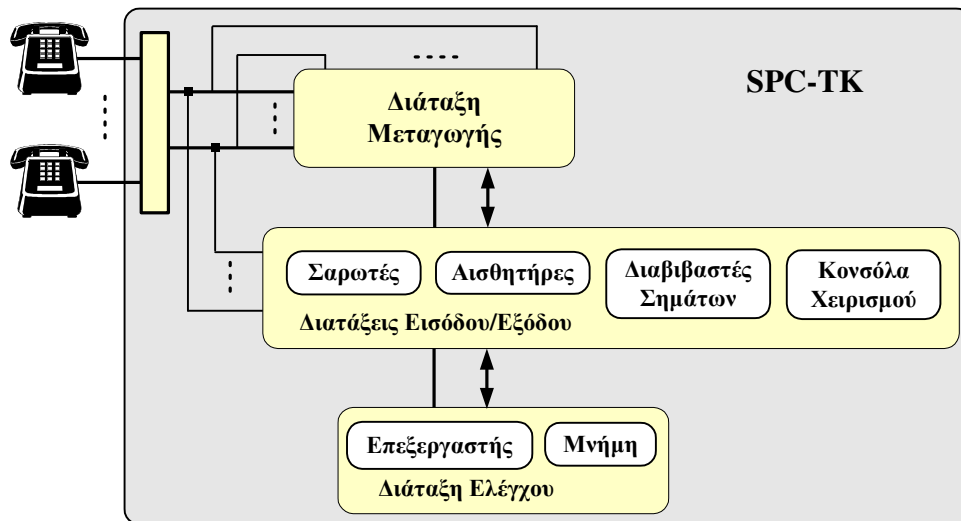 SPC-TK
Διάταξη
Μεταγωγής
Σαρωτές
Αισθητήρες
Διαβιβαστές
Σημάτων
Κονσόλα
Χειρισμού
Διατάξεις Εισόδου/Εξόδου
Επεξεργαστής
Μνήμη
Διάταξη Ελέγχου